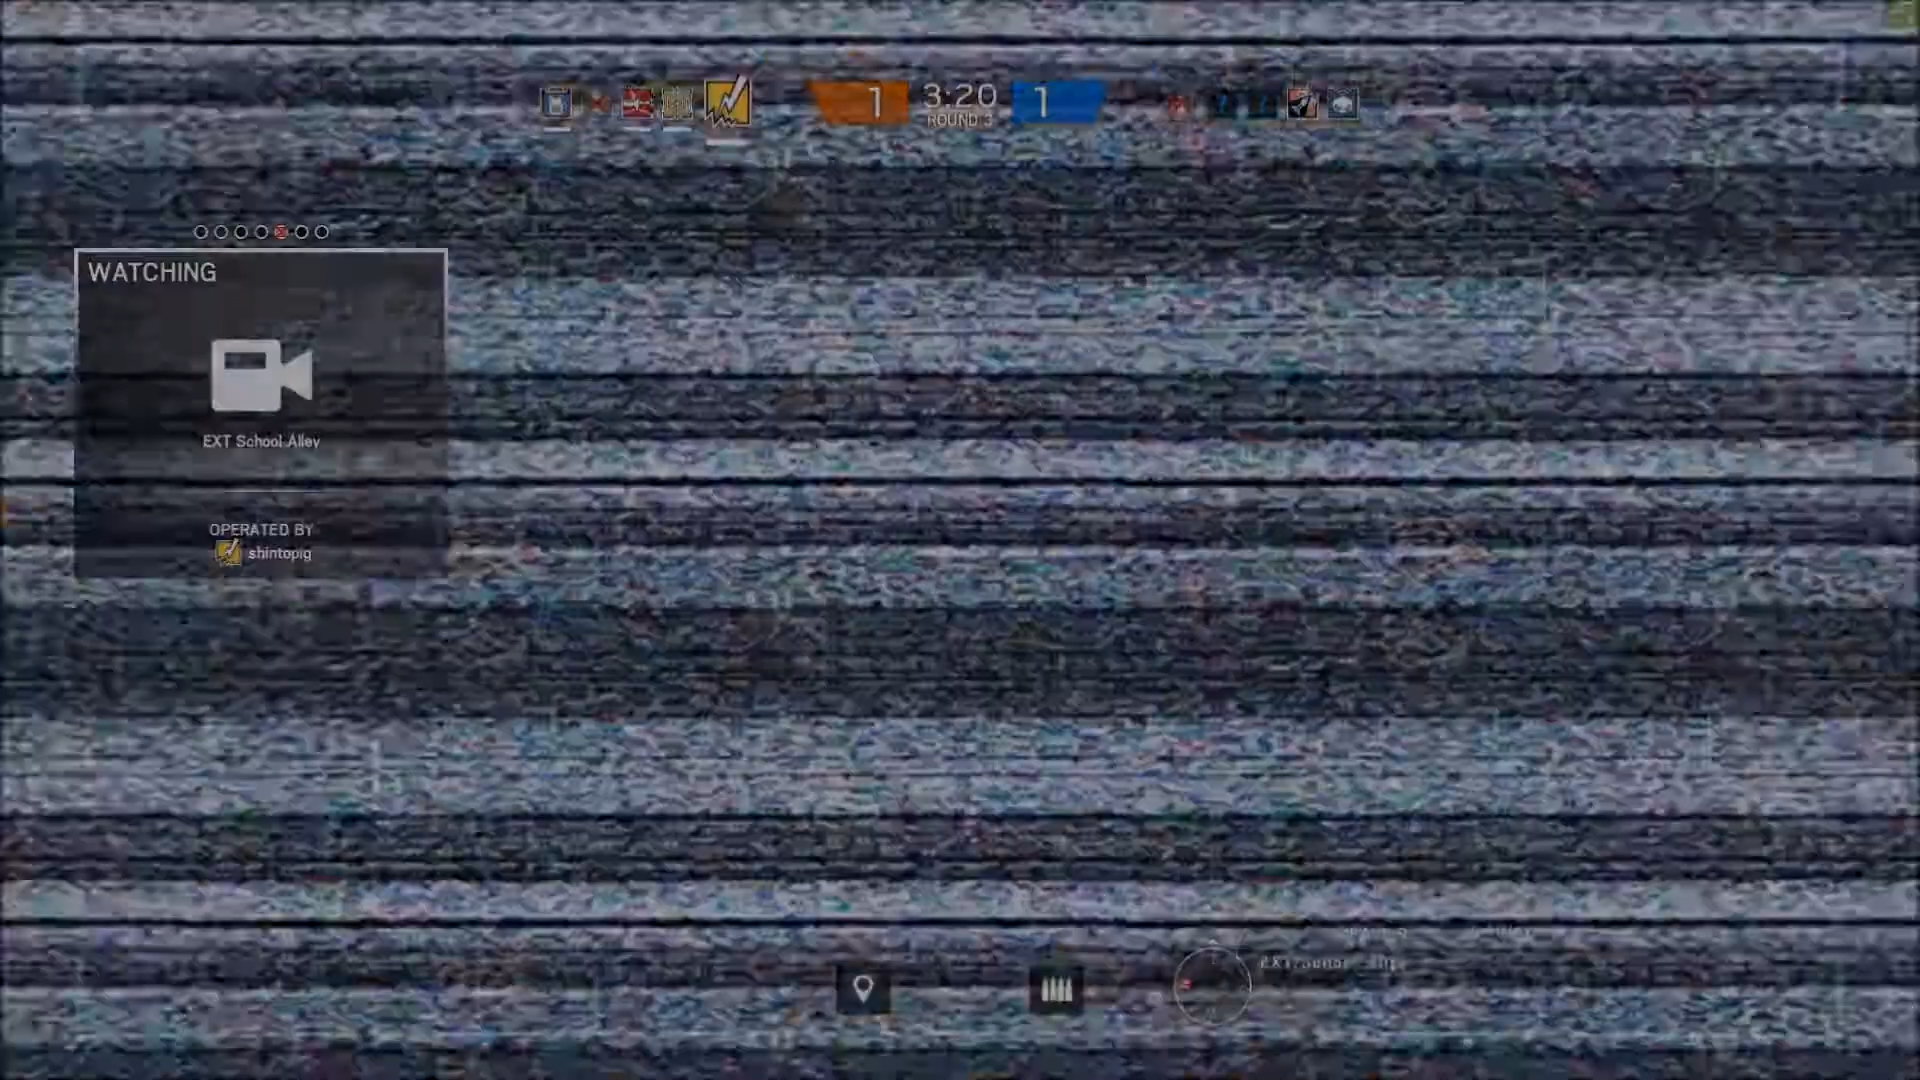 1 3:20 1
ROUND 3
WATCHING
EXT School Alley
OPERATED BY
shintopig